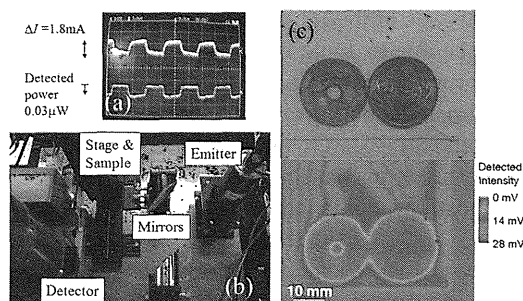 ΔI =1.8mA
Detected
power
0.03μW
(a)
Stage &
Sample
Emitter
Mirrors
Detector
(b)
(c)
Detected
Intensity
0 mV
14 mV
28 mV
10 mm